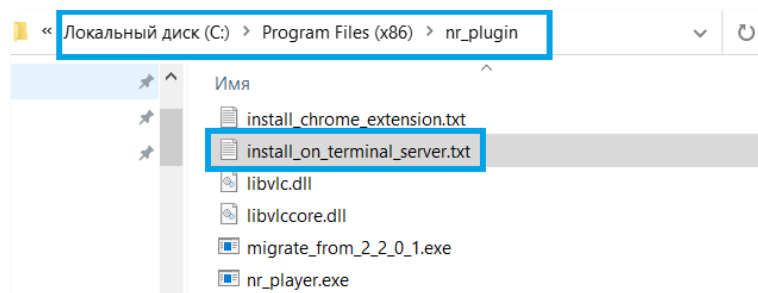 « Локальный диск (C:) > Program Files (x86) > nr_plugin
Имя
install_chrome_extension.txt
install_on_terminal_server.txt
libvlc.dll
libvlccore.dll
migrate_from_2_2_0_1.exe
nr_player.exe